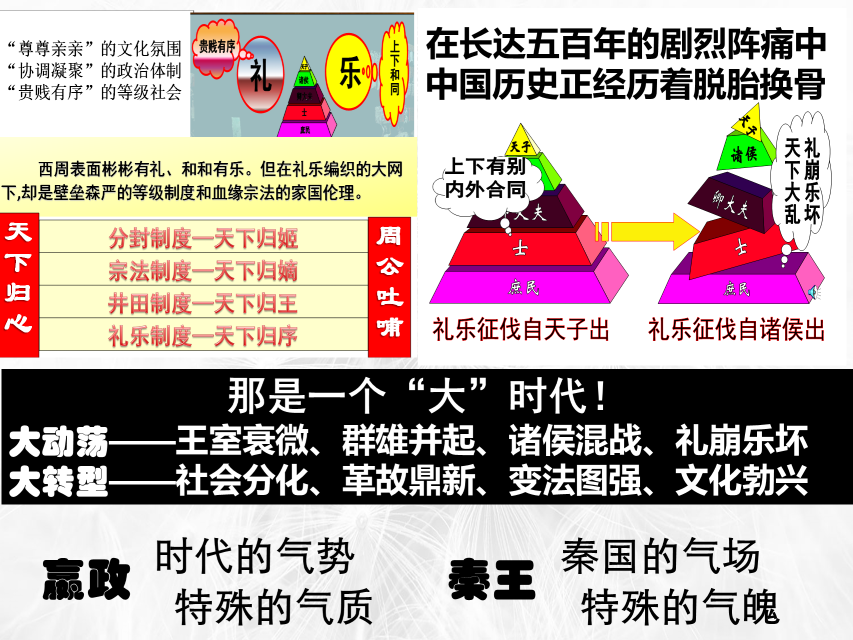 “尊尊亲亲”的文化氛围
“协调凝聚”的政治体制
“贵贱有序”的等级社会
贵贱有序
礼
乐
上下和同
天子
诸侯
士
庶民
西周表面彬彬有礼、和和有乐。但在礼乐编织的大网
下,却是壁垒森严的等级制度和血缘宗法的家国伦理。
天下归心
分封制度—天下归姬
宗法制度—天下归嫡
井田制度—天下归王
礼乐制度—天下归序
周公吐哺
在长达五百年的剧烈阵痛中
中国历史正经历着脱胎换骨
天子
上下有别
内外合同
大夫
士
庶民
礼乐征伐自天子出
天子
诸侯
卿大夫
士
庶民
礼崩乐坏
天下大乱
礼乐征伐自诸侯出
那是一个“大”时代！
大动荡——王室衰微、群雄并起、诸侯混战、礼崩乐坏
大转型——社会分化、革故鼎新、变法图强、文化勃兴
嬴政
时代的气势
特殊的气质
秦王
秦国的气场
特殊的气魄